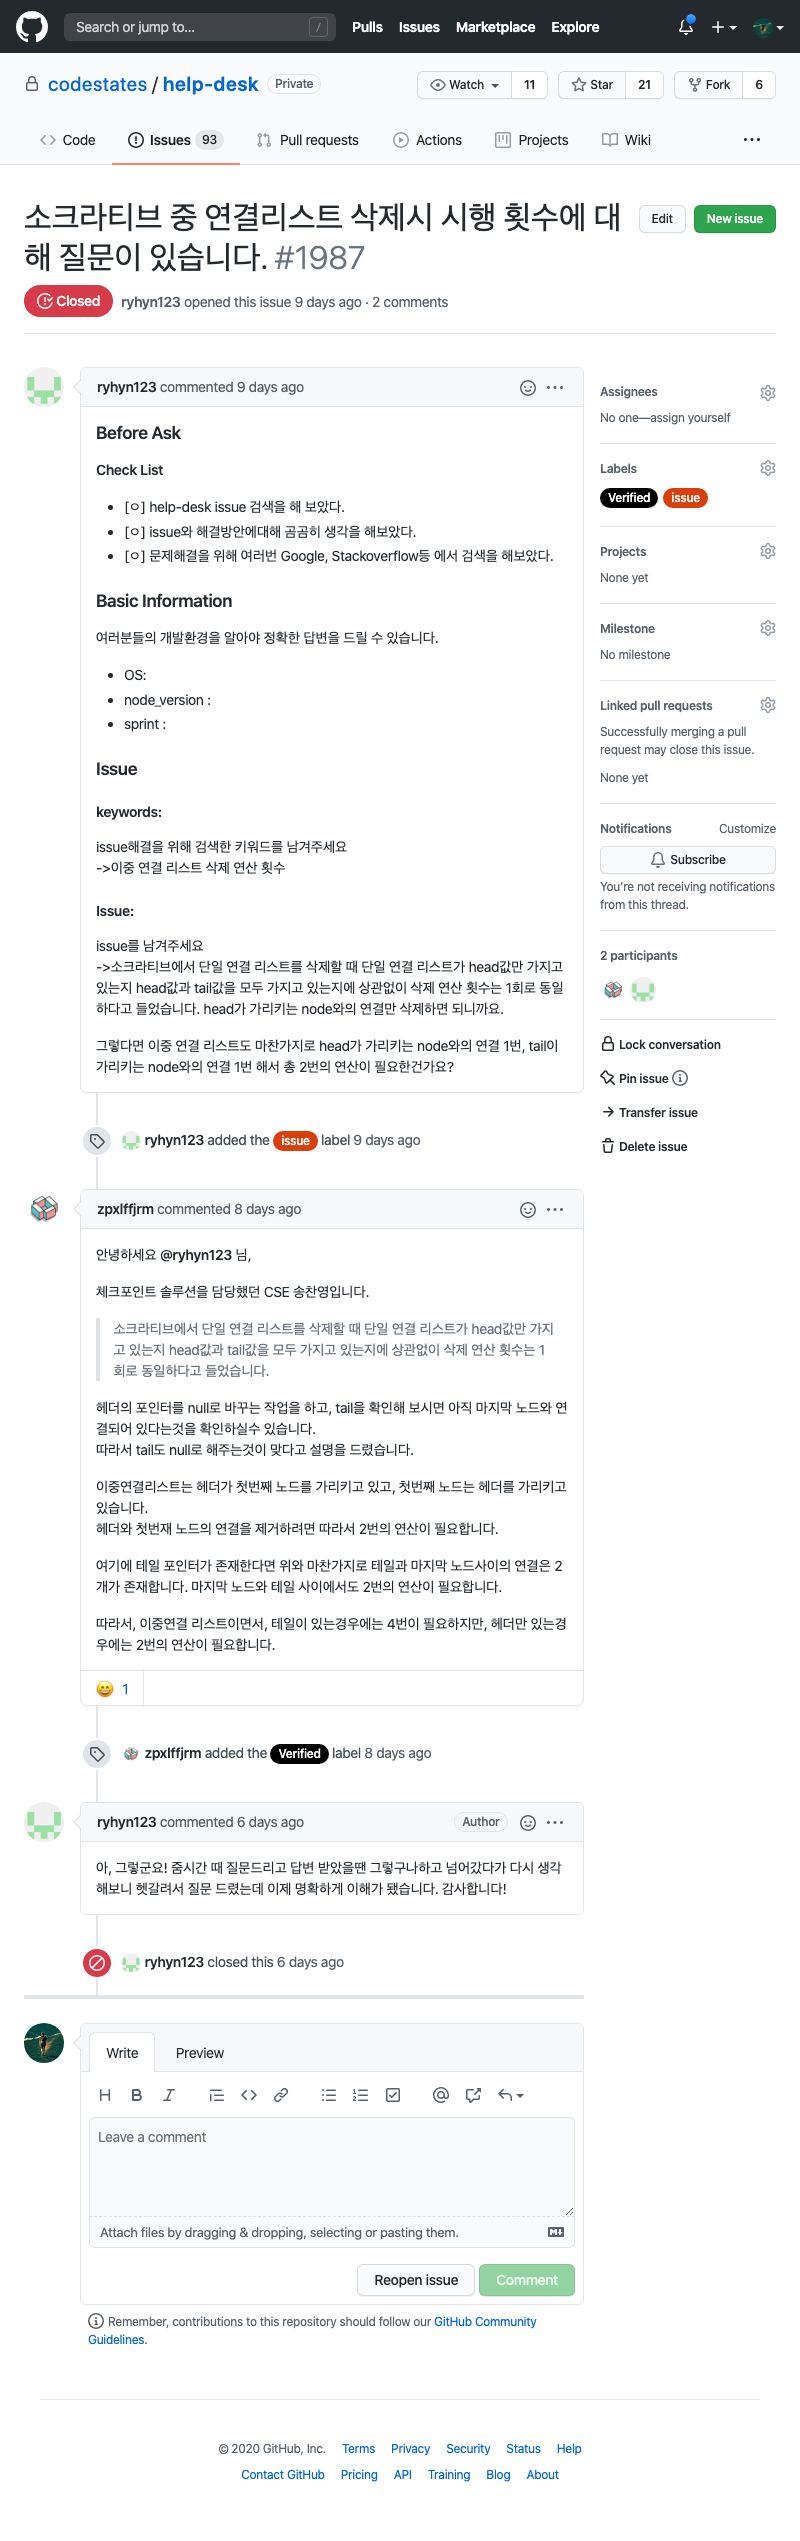 Search or jump to... / Pulls Issues Marketplace Explore
codestates / help-desk Private Watch 11 Star 21 Fork 6
Code Issues 93 Pull requests Actions Projects Wiki ...
소크라티브 중 연결리스트 삭제시 시행 횟수에 대
해 질문이 있습니다. #1987
Edit New issue
Closed ryhyn123 opened this issue 9 days ago · 2 comments
ryhyn123 commented 9 days ago
Before Ask
Check List
• [ㅇ] help-desk issue 검색을 해 보았다.
• [ㅇ] issue와 해결방안에대해 곰곰히 생각을 해보았다.
• [ㅇ] 문제해결을 위해 여러번 Google, Stackoverflow등 에서 검색을 해보았다.
Basic Information
여러분들의 개발환경을 알아야 정확한 답변을 드릴 수 있습니다.
• OS:
• node_version :
• sprint :
Issue
keywords:
issue해결을 위해 검색한 키워드를 남겨주세요
->이중 연결 리스트 삭제 연산 횟수
Issue:
issue를 남겨주세요
->소크라티브에서 단일 연결 리스트를 삭제할 때 단일 연결 리스트가 head값만 가지고
있는지 head값과 tail값을 모두 가지고 있는지에 상관없이 삭제 연산 횟수는 1회로 동일
하다고 들었습니다. head가 가리키는 node와의 연결만 삭제하면 되니까요.
그렇다면 이중 연결 리스트도 마찬가지로 head가 가리키는 node와의 연결 1번, tail이
가리키는 node와의 연결 1번 해서 총 2번의 연산이 필요한건가요?
Assignees
No one—assign yourself
Labels
Verified issue
Projects
None yet
Milestone
No milestone
Linked pull requests
Successfully merging a pull
request may close this issue.
None yet
Notifications Customize
Subscribe
You're not receiving notifications
from this thread.
2 participants
Lock conversation
Pin issue
Transfer issue
Delete issue
ryhyn123 added the issue label 9 days ago
zpxlffjrm commented 8 days ago
안녕하세요 @ryhyn123 님,
체크포인트 솔루션을 담당했던 CSE 송찬영입니다.
소크라티브에서 단일 연결 리스트를 삭제할 때 단일 연결 리스트가 head값만 가지
고 있는지 head값과 tail값을 모두 가지고 있는지에 상관없이 삭제 연산 횟수는 1
회로 동일하다고 들었습니다.
헤더의 포인터를 null로 바꾸는 작업을 하고, tail을 확인해 보시면 아직 마지막 노드와 연
결되어 있다는것을 확인하실수 있습니다.
따라서 tail도 null로 해주는것이 맞다고 설명을 드렸습니다.
이중연결리스트는 헤더가 첫번째 노드를 가리키고 있고, 첫번째 노드는 헤더를 가리키고
있습니다.
헤더와 첫번재 노드의 연결을 제거하려면 따라서 2번의 연산이 필요합니다.
여기에 테일 포인터가 존재한다면 위와 마찬가지로 테일과 마지막 노드사이의 연결은 2
개가 존재합니다. 마지막 노드와 테일 사이에서도 2번의 연산이 필요합니다.
따라서, 이중연결 리스트이면서, 테일이 있는경우에는 4번이 필요하지만, 헤더만 있는경
우에는 2번의 연산이 필요합니다.
1
zpxlffjrm added the Verified label 8 days ago
ryhyn123 commented 6 days ago Author
아, 그렇군요! 줌시간 때 질문드리고 답변 받았을땐 그렇구나하고 넘어갔다가 다시 생각
해보니 헷갈려서 질문 드렸는데 이제 명확하게 이해가 됐습니다. 감사합니다!
ryhyn123 closed this 6 days ago
Write Preview
Leave a comment
Attach files by dragging & dropping, selecting or pasting them.
Reopen issue Comment
Remember, contributions to this repository should follow our GitHub Community
Guidelines.
© 2020 GitHub, Inc. Terms Privacy Security Status Help
Contact GitHub Pricing API Training Blog About